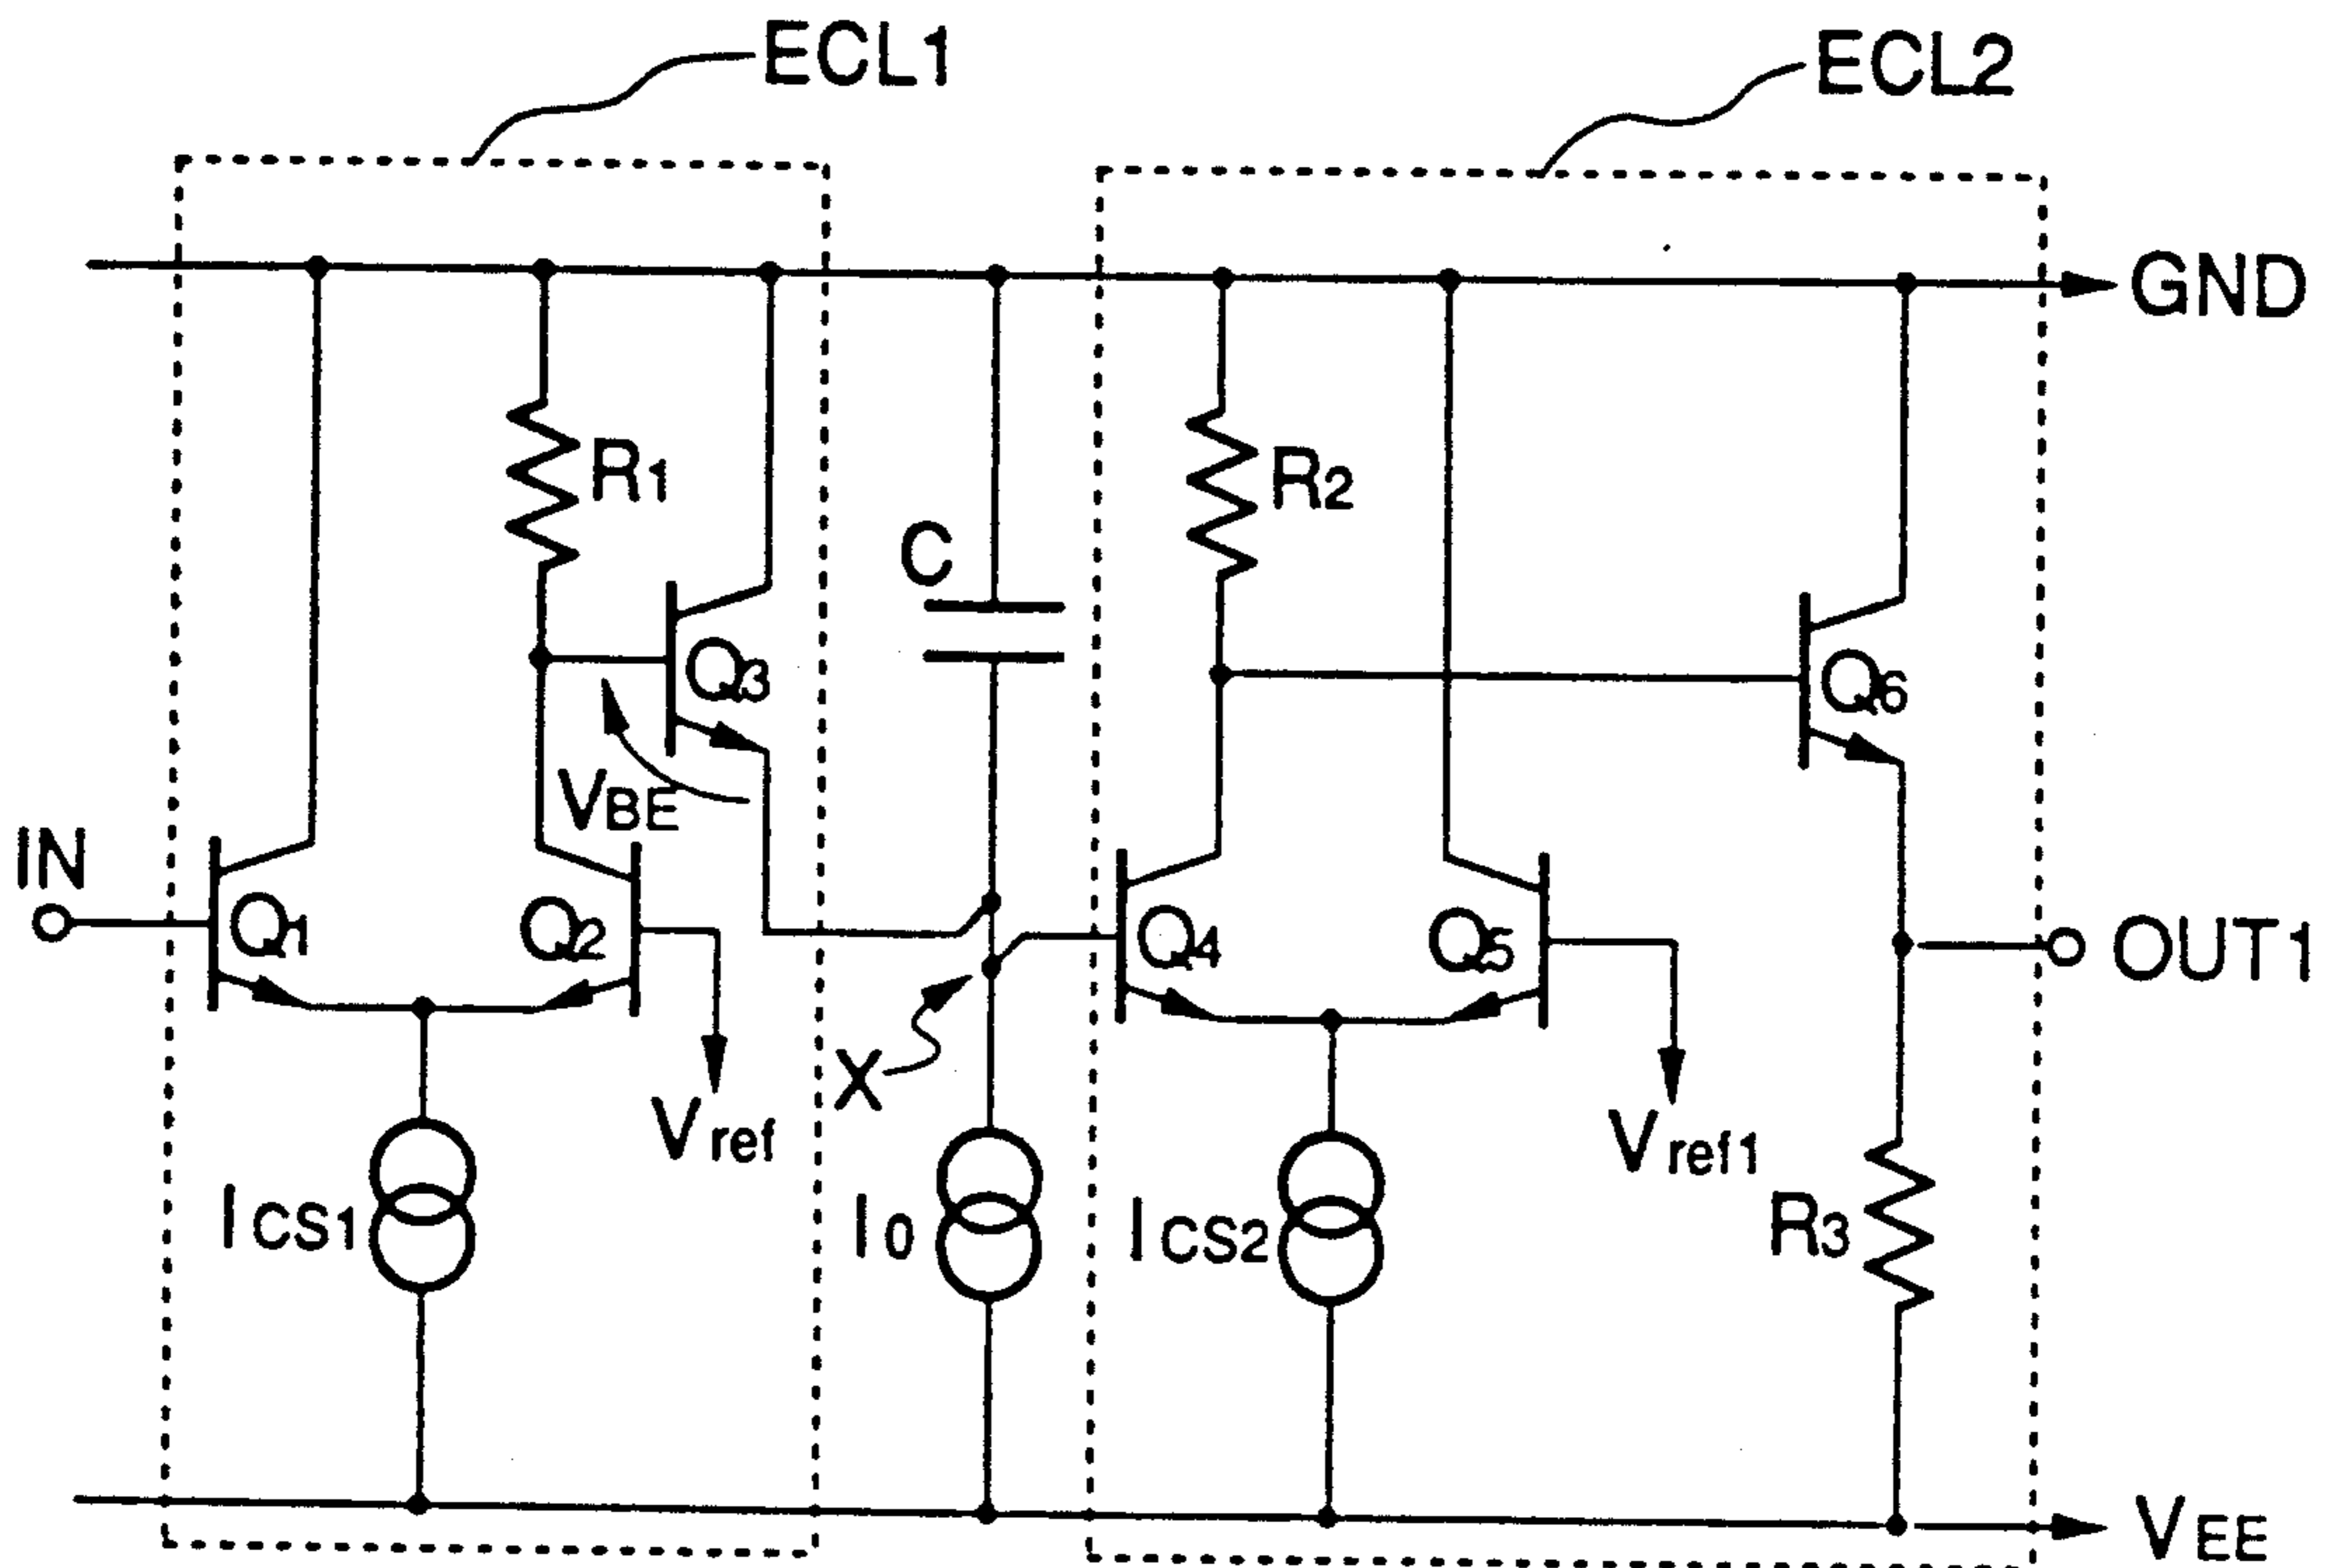 ECL1
ECL2
GND
R1
R2
C
Q3
Q6
VBE
IN
Q1
Q2
Q4
Q5
OUT1
X
Vref
Vref1
ICS1
I0
ICS2
R3
VEE